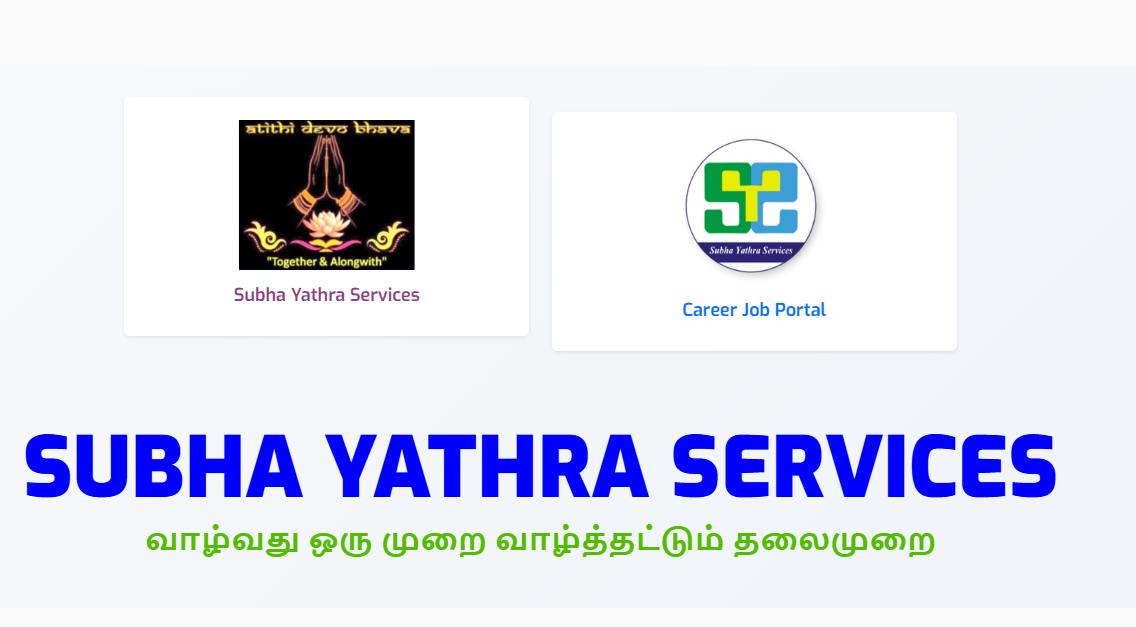 atithi devo bhava
"Together & Alongwith"
Subha Yathra Services
Subha Yathra Services
Career Job Portal
SUBHA YATHRA SERVICES
வாழ்வது ஒரு முறை வாழ்த்தட்டும் தலைமுறை